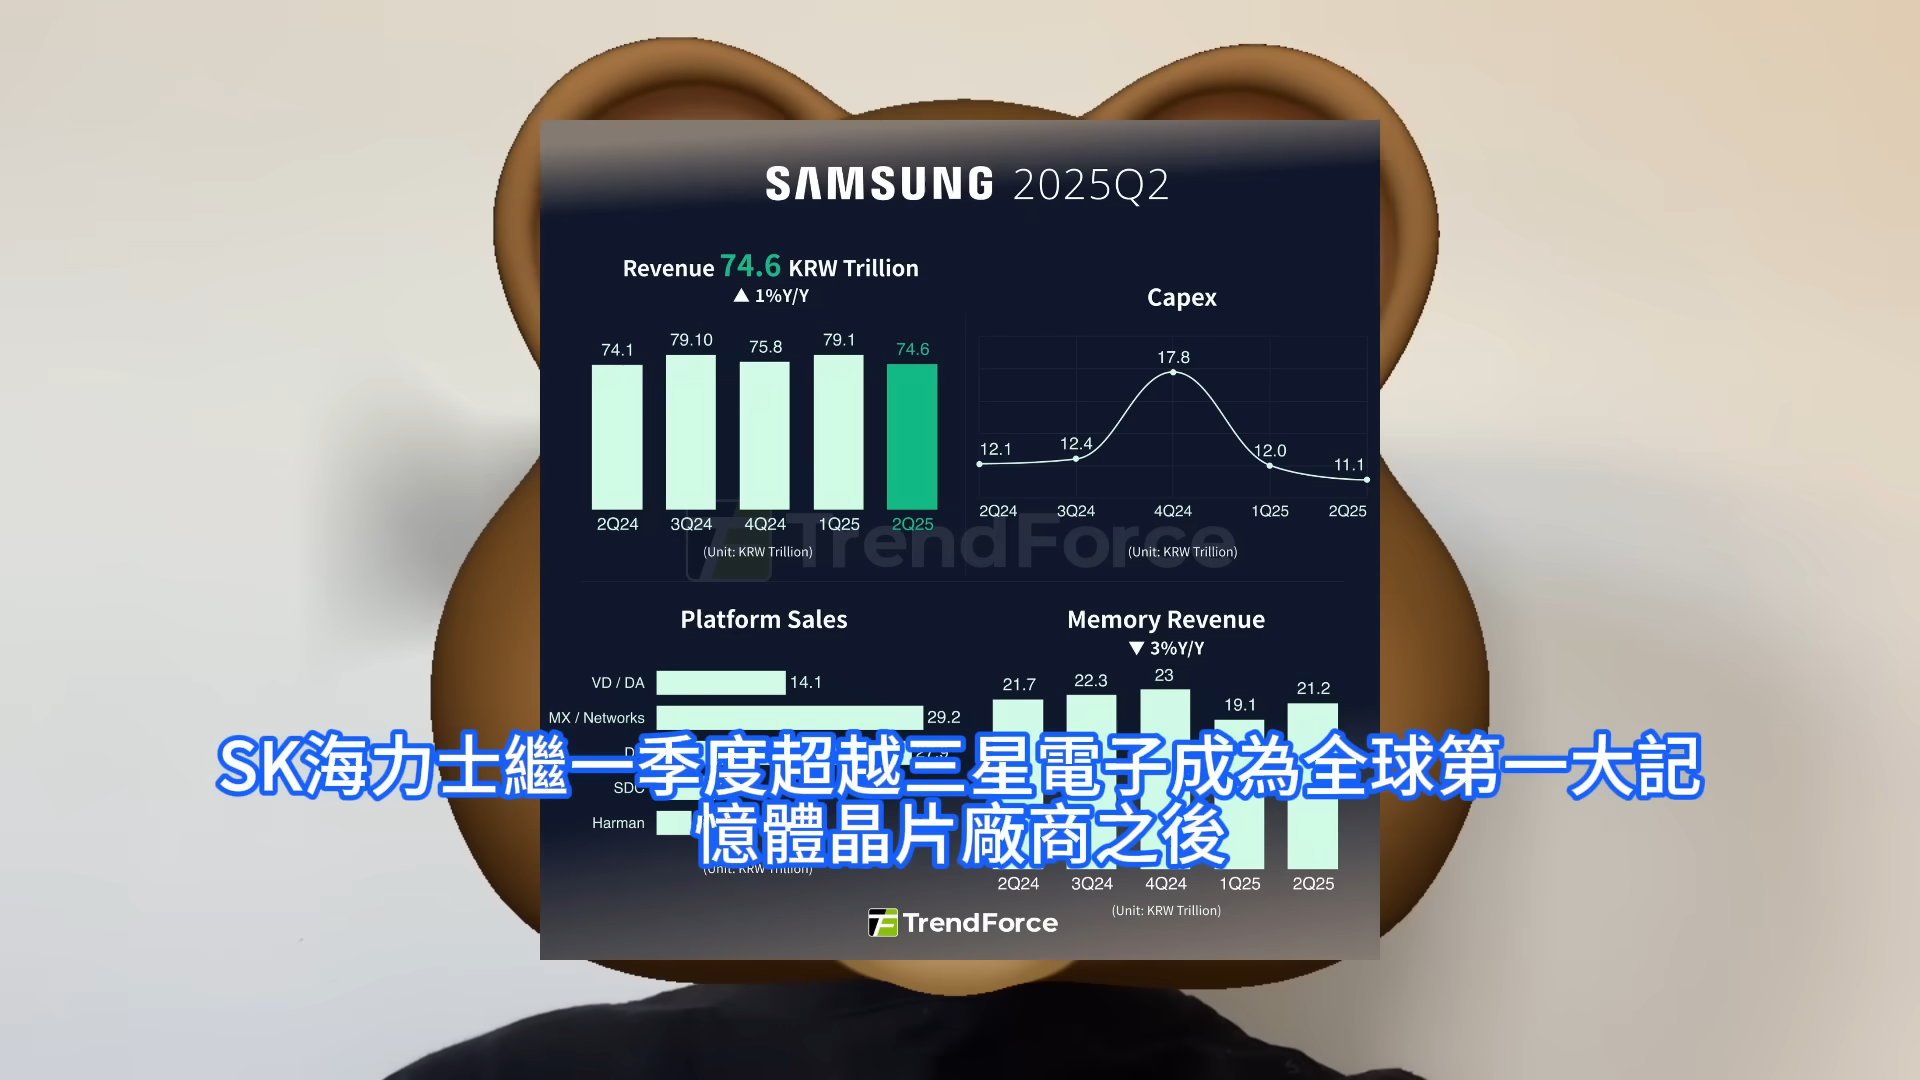 SAMSUNG 2025Q2
Revenue 74.6 KRW Trillion
▲ 1%Y/Y
74.1
79.10
75.8
79.1
74.6
2Q24
3Q24
4Q24
1Q25
2Q25
(Unit: KRW Trillion)
Capex
12.1
12.4
17.8
12.0
11.1
2Q24
3Q24
4Q24
1Q25
2Q25
(Unit: KRW Trillion)
TrendForce
Platform Sales
VD / DA 14.1
MX / Networks 29.2
Harman
(Unit: KRW Trillion)
Memory Revenue
▼ 3%Y/Y
21.7
22.3
23
19.1
21.2
2Q24
3Q24
4Q24
1Q25
2Q25
(Unit: KRW Trillion)
SK海力士繼一季度超越三星電子成為全球第一大記
憶體晶片廠商之後
TrendForce